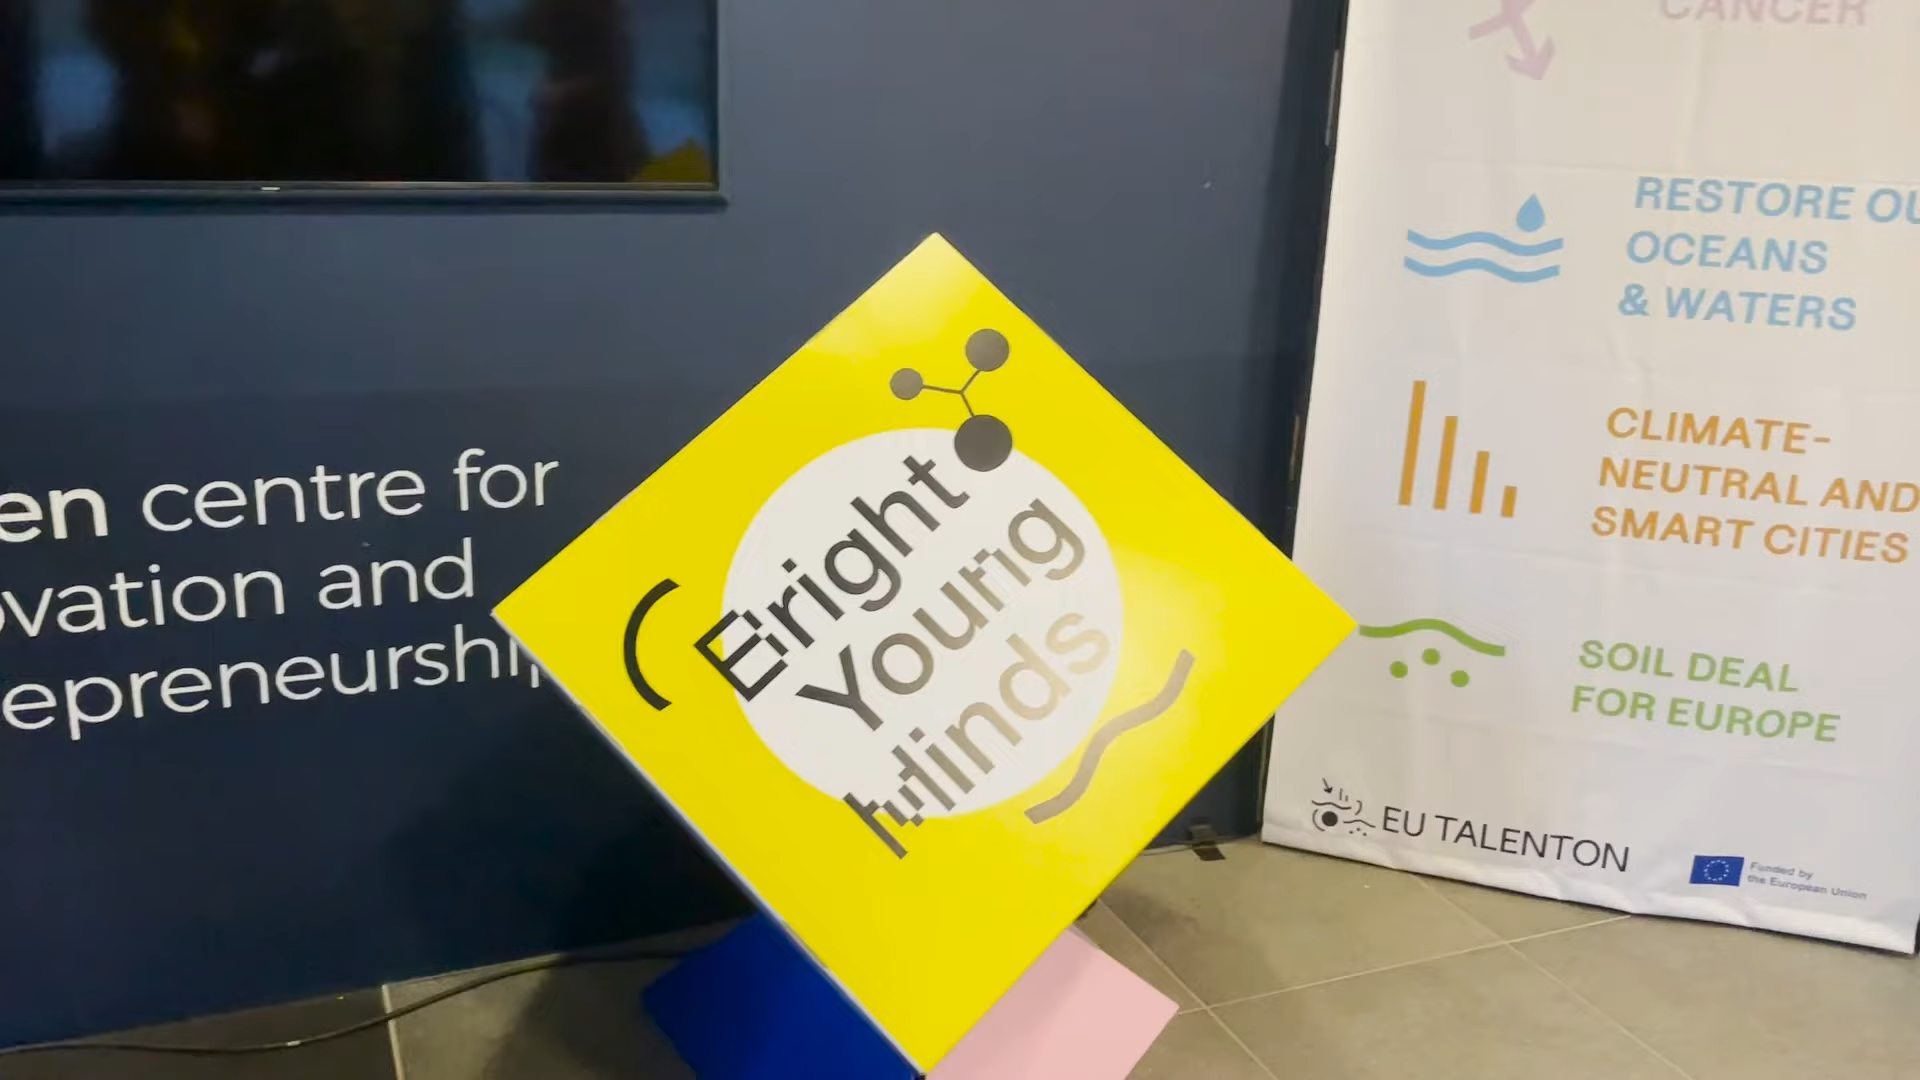 en centre for
ovation and
epreneurship
Bright
Young
Minds
CANCER
RESTORE OU
OCEANS
& WATERS
CLIMATE-
NEUTRAL AND
SMART CITIES
SOIL DEAL
FOR EUROPE
EU TALENTON
Funded by
the European Union